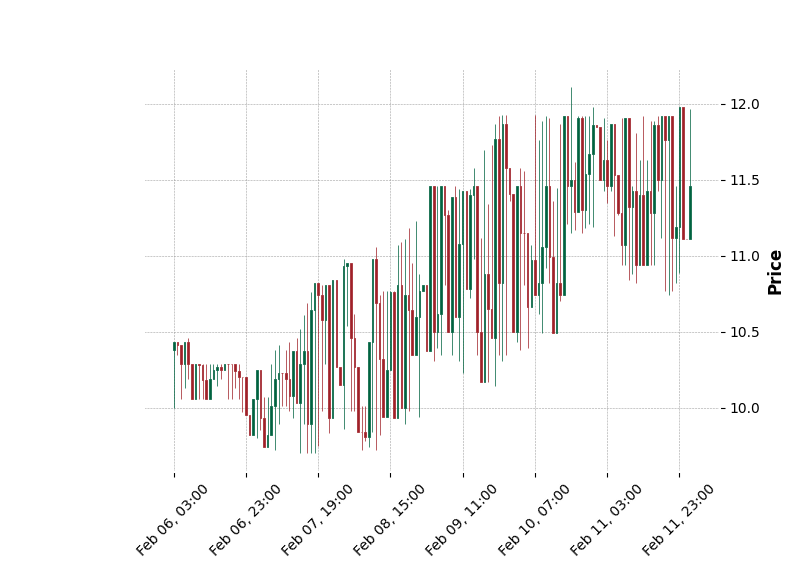 12.0
11.5
11.0
10.5
10.0
Price
Feb 06, 03:00
Feb 06, 23:00
Feb 07, 19:00
Feb 08, 15:00
Feb 09, 11:00
Feb 10, 07:00
Feb 11, 03:00
Feb 11, 23:00